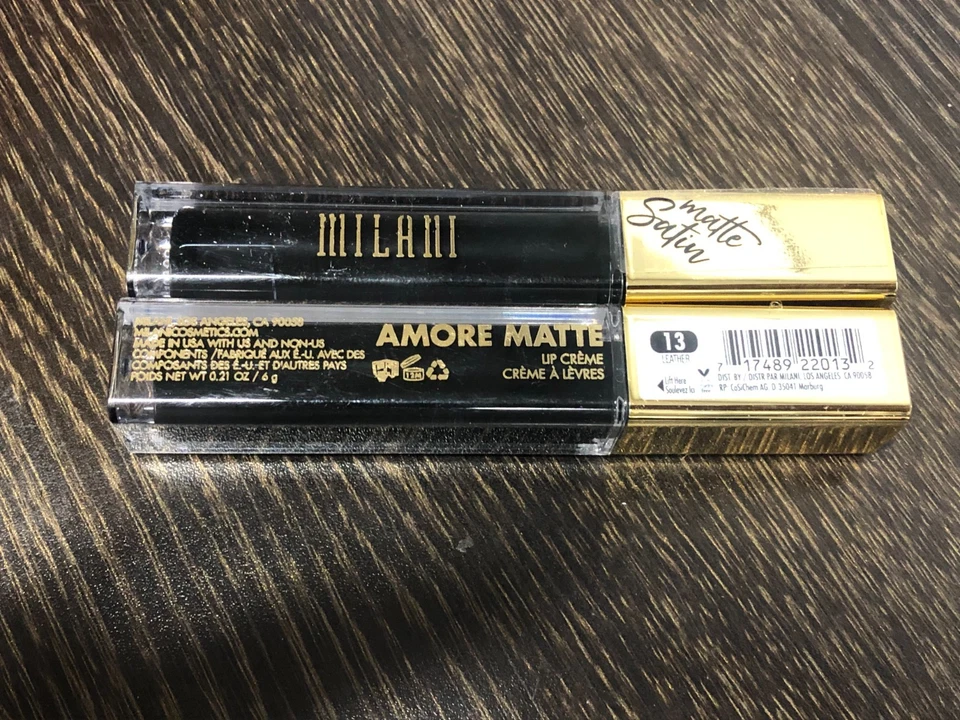 MILANI
matte
Satin
LOS ANGELES, CA 90058
MILANICOSMETICS.COM
MADE IN USA WITH US AND NON-US
COMPONENTS / FABRIQUÉ AUX É.-U. AVEC DES
COMPOSANTS DES É.-U. ET D'AUTRES PAYS
POIDS NET WT 0.21 OZ / 6 g
AMORE MATTE
LIP CRÈME
CRÈME À LÈVRES
12M
13
LEATHER
Lift Here
Soulevez Ici
7 17489 22013 2
DIST. BY / DISTR PAR MILANI, LOS ANGELES, CA 90058
RP: CoSiChem AG D 35041 Marburg